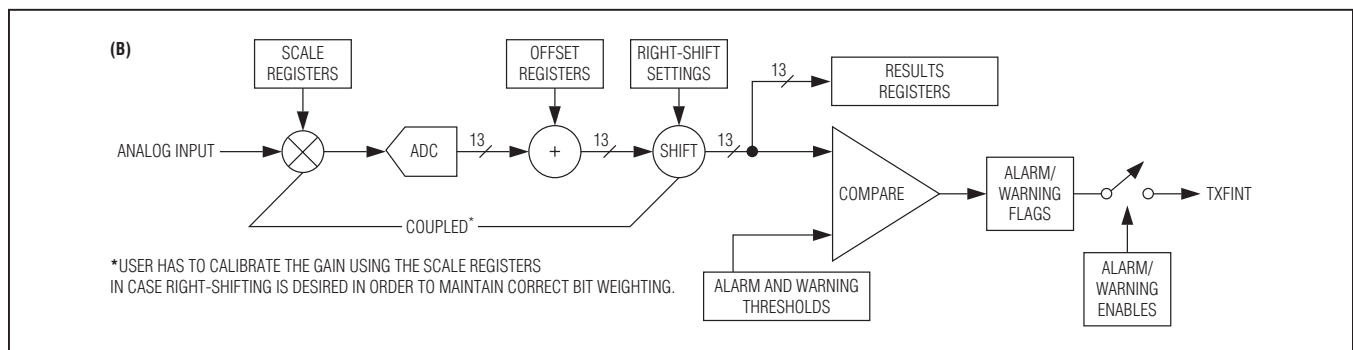 (B)
SCALE
REGISTERS
OFFSET
REGISTERS
RIGHT-SHIFT
SETTINGS
13
RESULTS
REGISTERS
ANALOG INPUT
ADC
13
+
13
SHIFT
13
COMPARE
ALARM/
WARNING
FLAGS
TXFINT
COUPLED*
*USER HAS TO CALIBRATE THE GAIN USING THE SCALE REGISTERS
IN CASE RIGHT-SHIFTING IS DESIRED IN ORDER TO MAINTAIN CORRECT BIT WEIGHTING.
ALARM AND WARNING
THRESHOLDS
ALARM/
WARNING
ENABLES